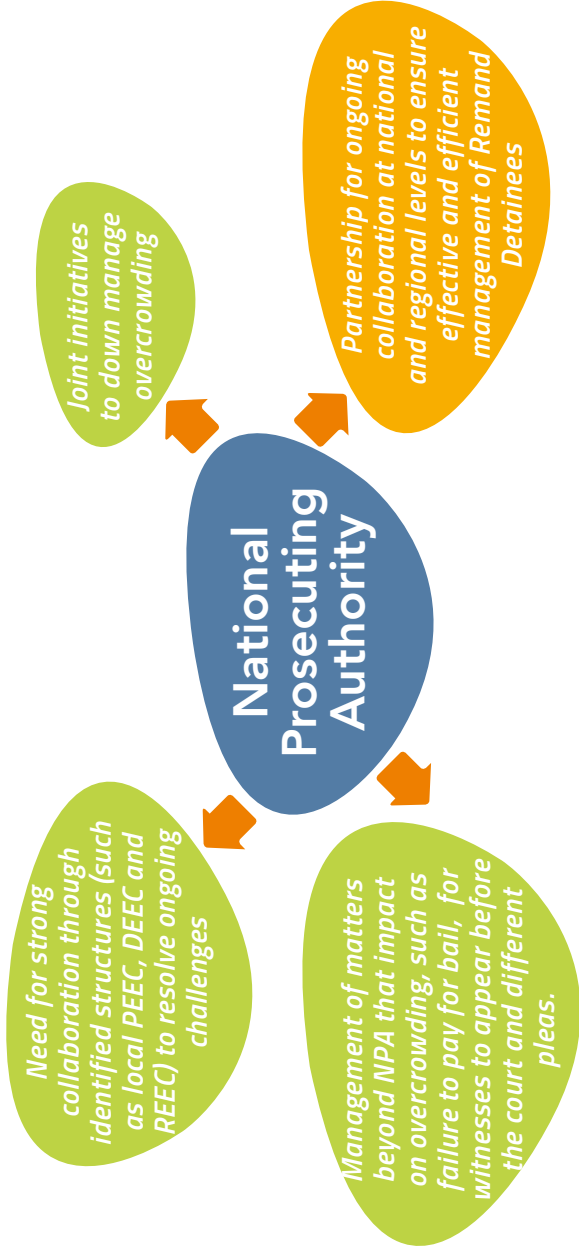 Need for strong
collaboration through
identified structures (such
as local PEEC, DEEC and
REEC) to resolve ongoing
challenges
Joint initiatives
to down manage
overcrowding
National
Prosecuting
Authority
Management of matters
beyond NPA that impact
on overcrowding, such as
failure to pay for bail, for
witnesses to appear before
the court and different
pleas.
Partnership for ongoing
collaboration at national
and regional levels to ensure
effective and efficient
management of Remand
Detainees